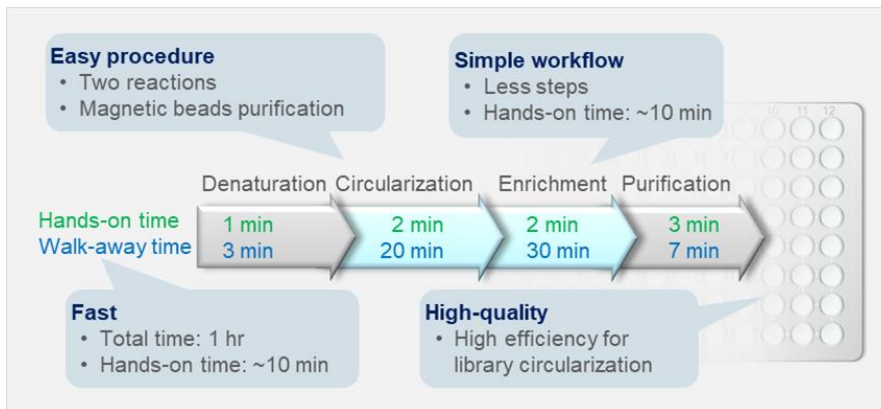 Easy procedure
• Two reactions
• Magnetic beads purification
Simple workflow
• Less steps
• Hands-on time: ~10 min
10 11 12
Denaturation Circularization Enrichment Purification
Hands-on time 1 min 2 min 2 min 3 min
Walk-away time 3 min 20 min 30 min 7 min
Fast
• Total time: 1 hr
• Hands-on time: ~10 min
High-quality
• High efficiency for
library circularization